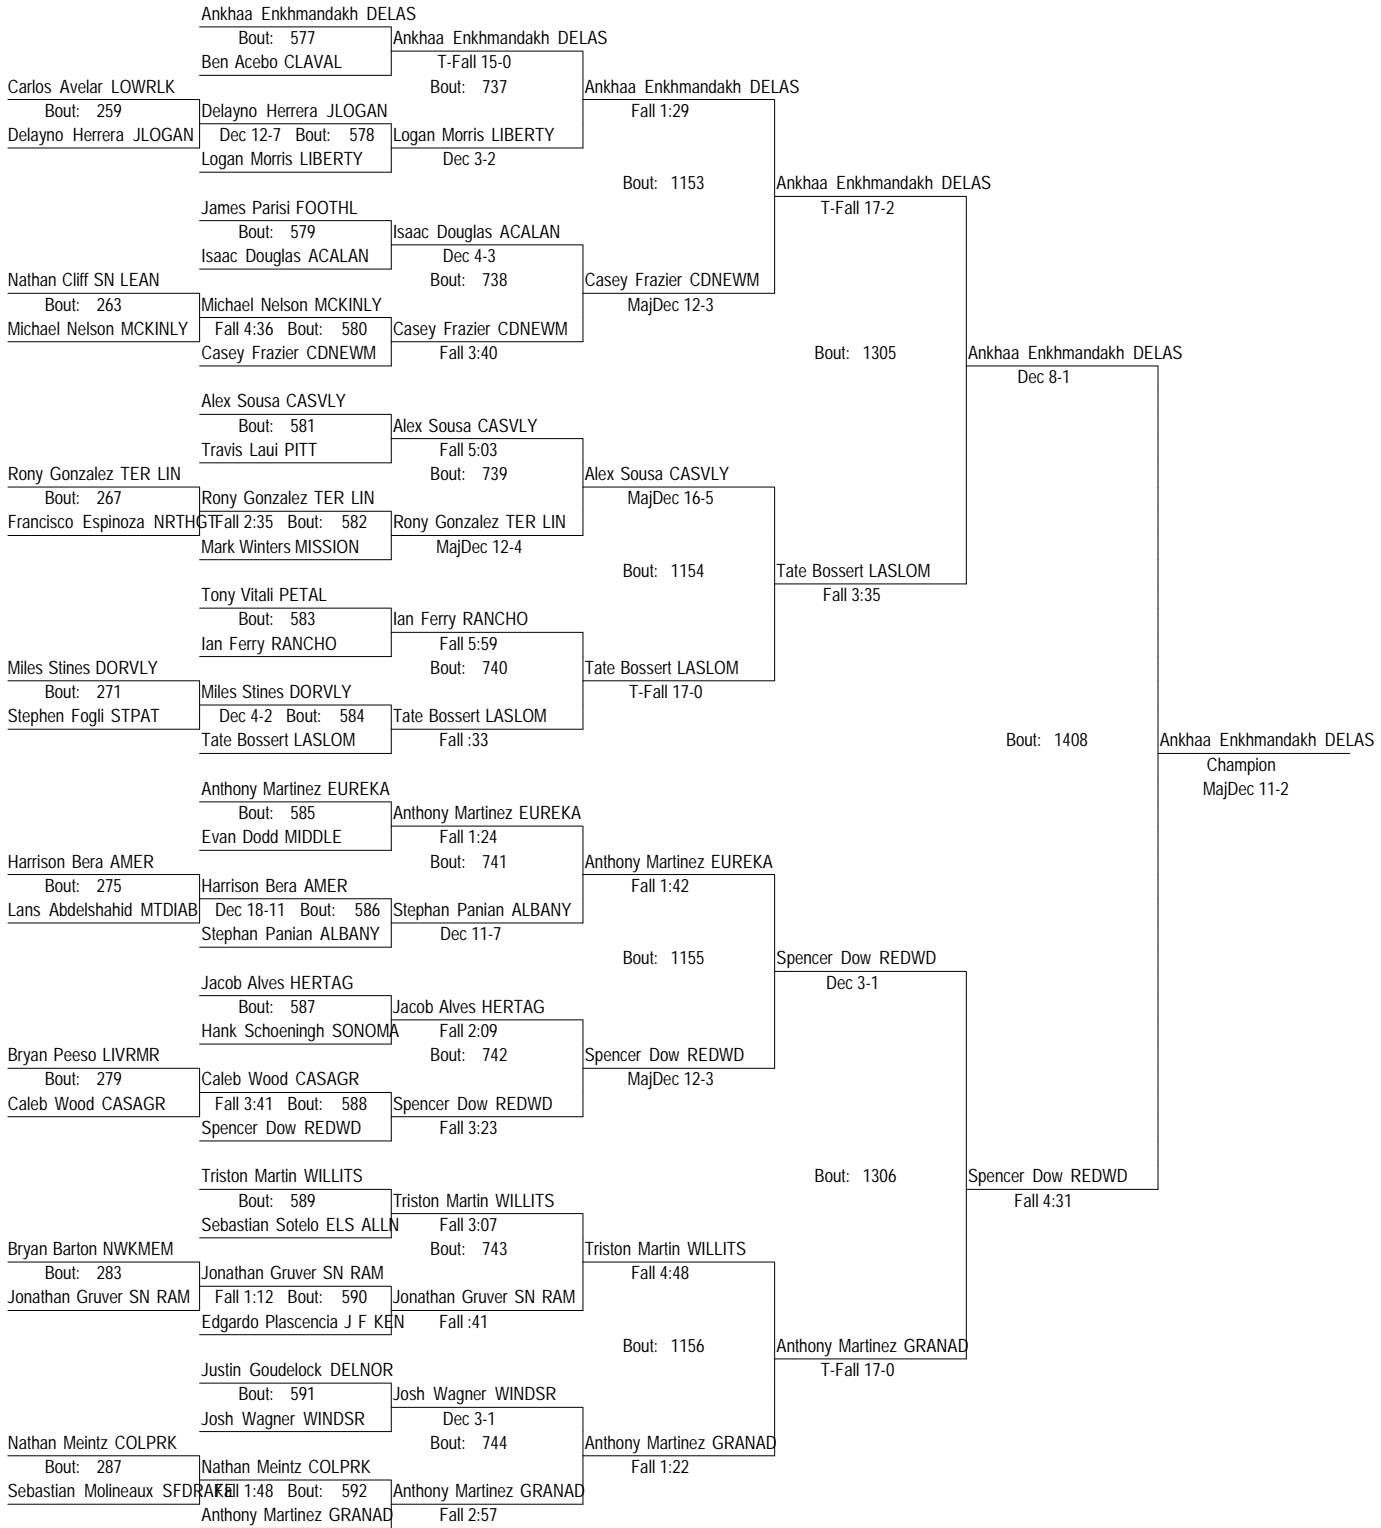 Ankhaa Enkhmandakh DELAS
Bout: 577
Ankhaa Enkhmandakh DELAS
Ben Acebo CLAVAL
T-Fall 15-0
Carlos Avelar LOWRLK
Bout: 737
Ankhaa Enkhmandakh DELAS
Bout: 259
Delayno Herrera JLOGAN
Fall 1:29
Delayno Herrera JLOGAN
Dec 12-7 Bout: 578
Logan Morris LIBERTY
Logan Morris LIBERTY
Dec 3-2
Bout: 1153
Ankhaa Enkhmandakh DELAS
James Parisi FOOTHL
T-Fall 17-2
Bout: 579
Isaac Douglas ACALAN
Isaac Douglas ACALAN
Dec 4-3
Nathan Cliff SN LEAN
Bout: 738
Casey Frazier CDNEWM
Bout: 263
Michael Nelson MCKINLY
MajDec 12-3
Michael Nelson MCKINLY
Fall 4:36 Bout: 580
Casey Frazier CDNEWM
Casey Frazier CDNEWM
Fall 3:40
Bout: 1305
Ankhaa Enkhmandakh DELAS
Dec 8-1
Alex Sousa CASVLY
Bout: 581
Alex Sousa CASVLY
Travis Laui PITT
Fall 5:03
Rony Gonzalez TER LIN
Bout: 739
Alex Sousa CASVLY
Bout: 267
Rony Gonzalez TER LIN
MajDec 16-5
Francisco Espinoza NRTHGT
Fall 2:35 Bout: 582
Rony Gonzalez TER LIN
Mark Winters MISSION
MajDec 12-4
Bout: 1154
Tate Bossert LASLOM
Tony Vitali PETAL
Fall 3:35
Bout: 583
Ian Ferry RANCHO
Ian Ferry RANCHO
Fall 5:59
Miles Stines DORVLY
Bout: 740
Tate Bossert LASLOM
Bout: 271
Miles Stines DORVLY
T-Fall 17-0
Stephen Fogli STPAT
Dec 4-2 Bout: 584
Tate Bossert LASLOM
Tate Bossert LASLOM
Fall :33
Bout: 1408
Ankhaa Enkhmandakh DELAS
Champion
MajDec 11-2
Anthony Martinez EUREKA
Bout: 585
Anthony Martinez EUREKA
Evan Dodd MIDDLE
Fall 1:24
Harrison Bera AMER
Bout: 741
Anthony Martinez EUREKA
Bout: 275
Harrison Bera AMER
Fall 1:42
Lans Abdelshahid MTDIAB
Dec 18-11 Bout: 586
Stephan Panian ALBANY
Stephan Panian ALBANY
Dec 11-7
Bout: 1155
Spencer Dow REDWD
Jacob Alves HERTAG
Dec 3-1
Bout: 587
Jacob Alves HERTAG
Hank Schoeningh SONOMA
Fall 2:09
Bryan Peeso LIVRMR
Bout: 742
Spencer Dow REDWD
Bout: 279
Caleb Wood CASAGR
MajDec 12-3
Caleb Wood CASAGR
Fall 3:41 Bout: 588
Spencer Dow REDWD
Spencer Dow REDWD
Fall 3:23
Triston Martin WILLITS
Bout: 1306
Spencer Dow REDWD
Bout: 589
Triston Martin WILLITS
Fall 4:31
Sebastian Sotelo ELS ALLN
Fall 3:07
Bryan Barton NWKMEM
Bout: 743
Triston Martin WILLITS
Bout: 283
Jonathan Gruver SN RAM
Fall 4:48
Jonathan Gruver SN RAM
Fall 1:12 Bout: 590
Jonathan Gruver SN RAM
Edgardo Plascencia J F KEN
Fall :41
Bout: 1156
Anthony Martinez GRANAD
Justin Goudelock DELNOR
T-Fall 17-0
Bout: 591
Josh Wagner WINDSR
Josh Wagner WINDSR
Dec 3-1
Nathan Meintz COLPRK
Bout: 744
Anthony Martinez GRANAD
Bout: 287
Nathan Meintz COLPRK
Fall 1:22
Sebastian Molineaux SFDRAKE
Fall 1:48 Bout: 592
Anthony Martinez GRANAD
Anthony Martinez GRANAD
Fall 2:57